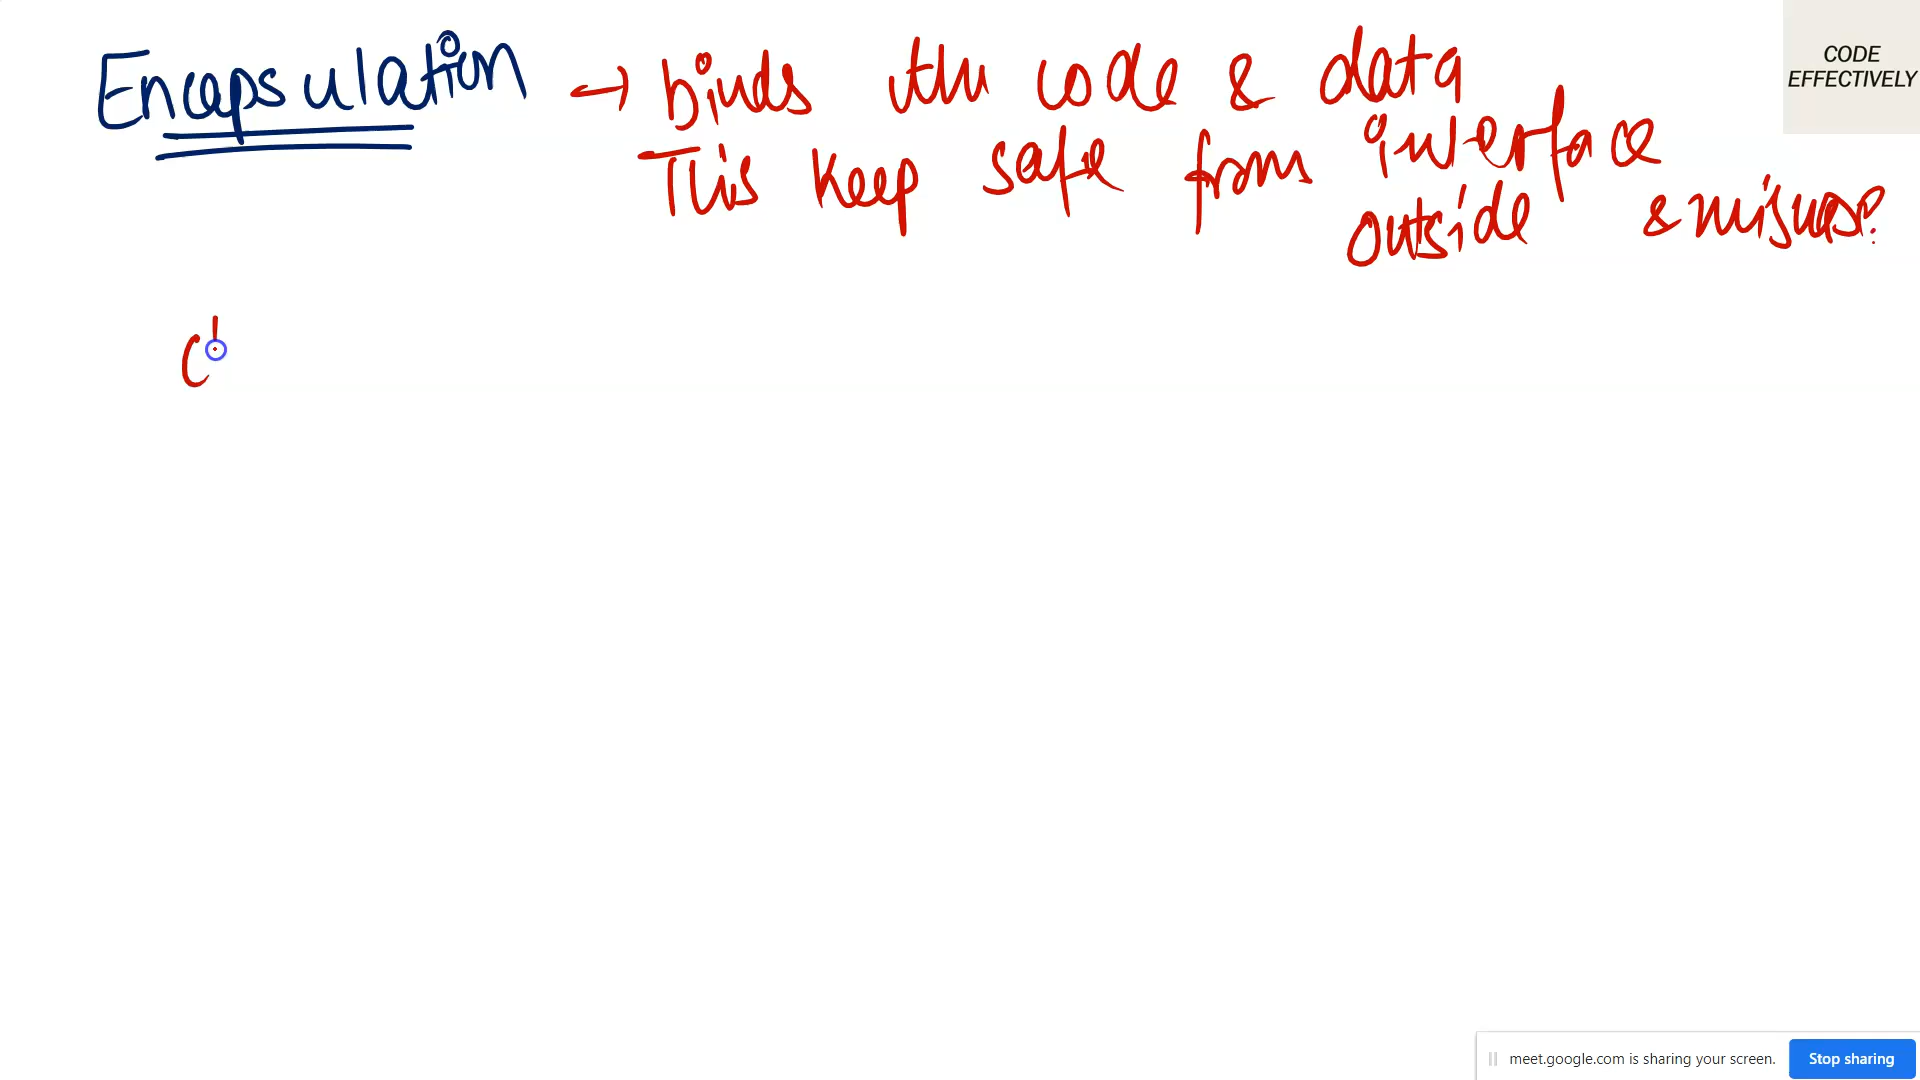 Encapsulation → binds the code & data
This keep safe from interface
outside & misuse.
CODE
EFFECTIVELY
meet.google.com is sharing your screen.
Stop sharing